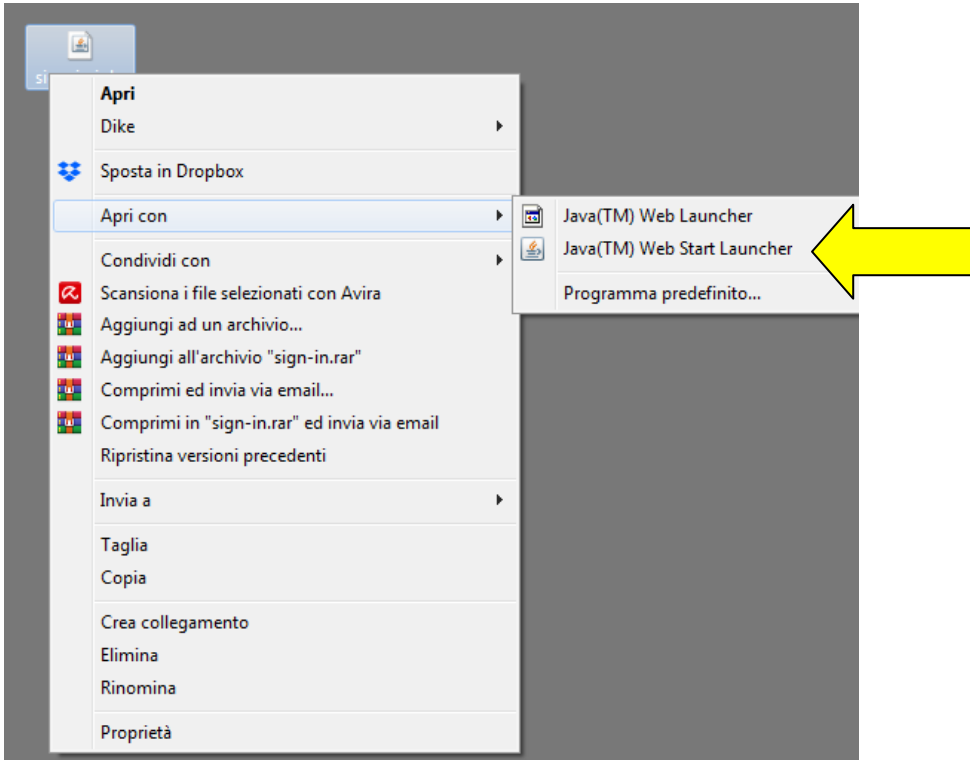 Apri
Dike
Sposta in Dropbox
Apri con
Java(TM) Web Launcher
Java(TM) Web Start Launcher
Programma predefinito...
Condividi con
Scansiona i file selezionati con Avira
Aggiungi ad un archivio...
Aggiungi all'archivio "sign-in.rar"
Comprimi ed invia via email...
Comprimi in "sign-in.rar" ed invia via email
Ripristina versioni precedenti
Invia a
Taglia
Copia
Crea collegamento
Elimina
Rinomina
Proprietà